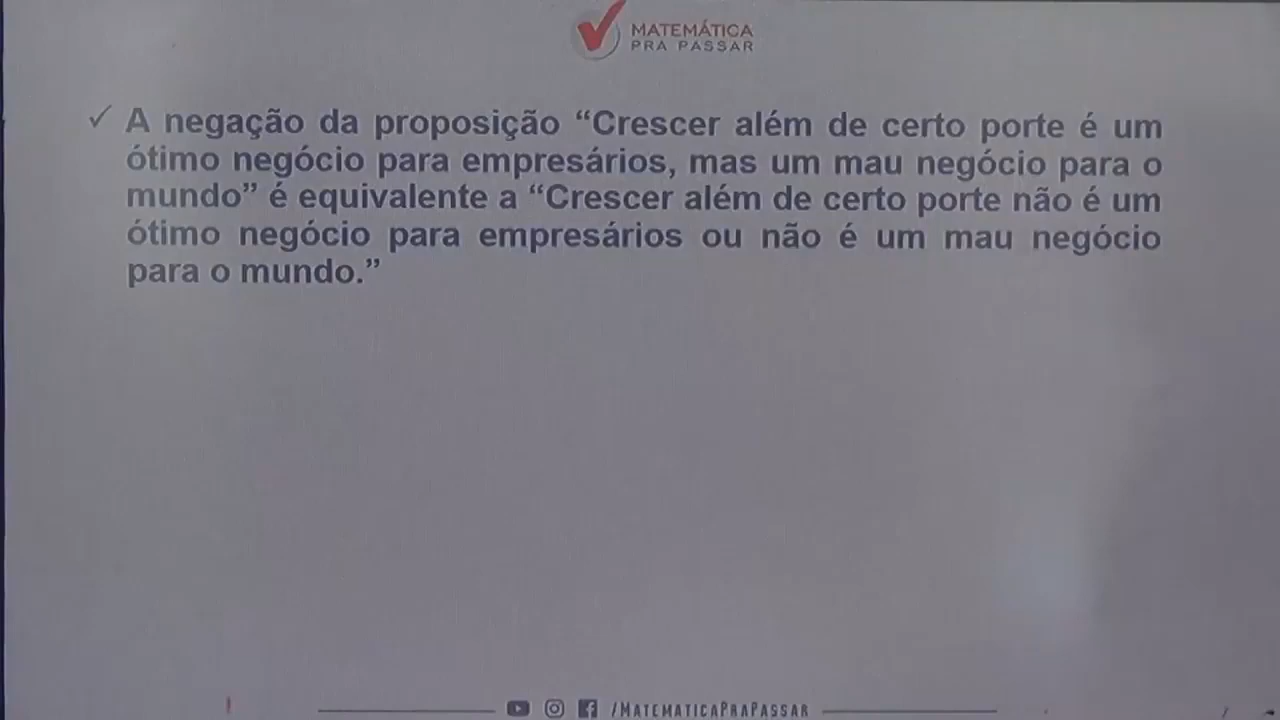 MATEMÁTICA
PRA PASSAR
✓ A negação da proposição “Crescer além de certo porte é um
ótimo negócio para empresários, mas um mau negócio para o
mundo” é equivalente a “Crescer além de certo porte não é um
ótimo negócio para empresários ou não é um mau negócio
para o mundo.”
/MATEMATICAPRAPASSAR